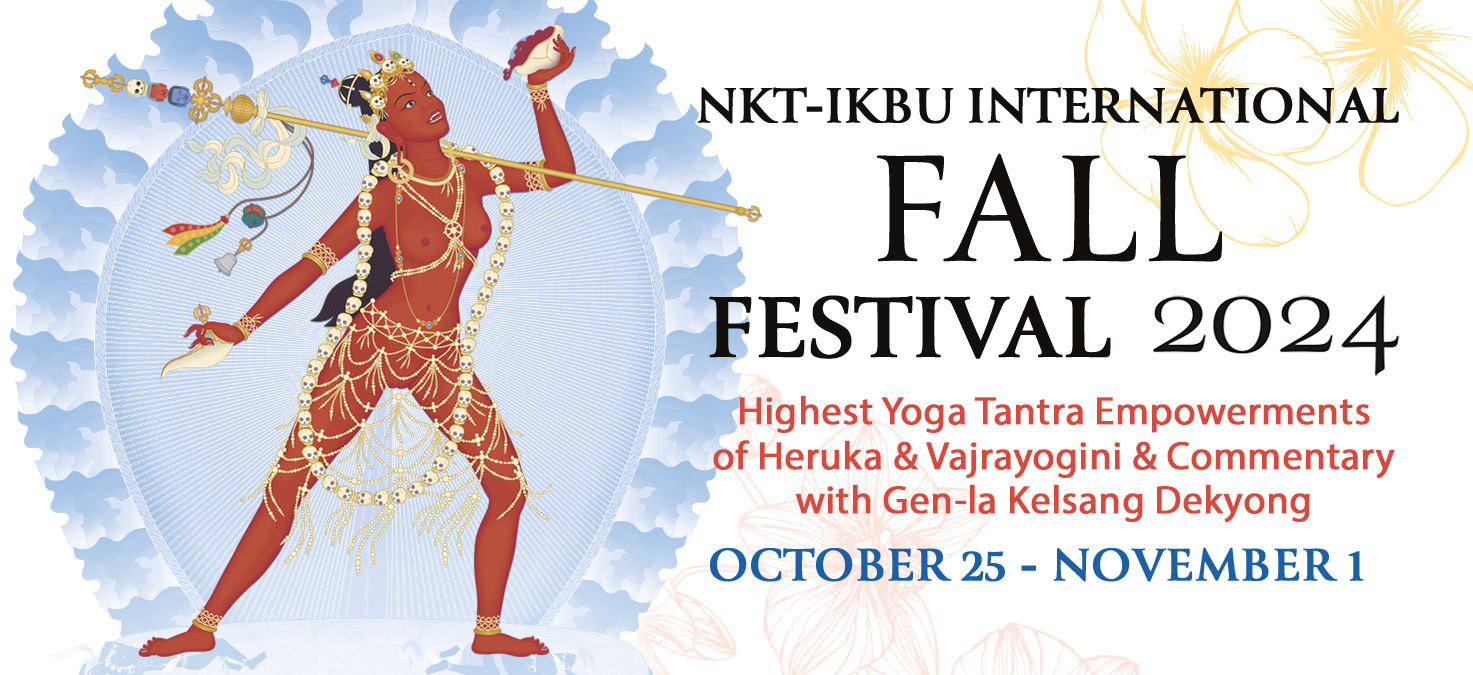 NKT-IKBU INTERNATIONAL
FALL
FESTIVAL 2024
Highest Yoga Tantra Empowerments
of Heruka & Vajrayogini & Commentary
with Gen-la Kelsang Dekyong
OCTOBER 25 - NOVEMBER 1